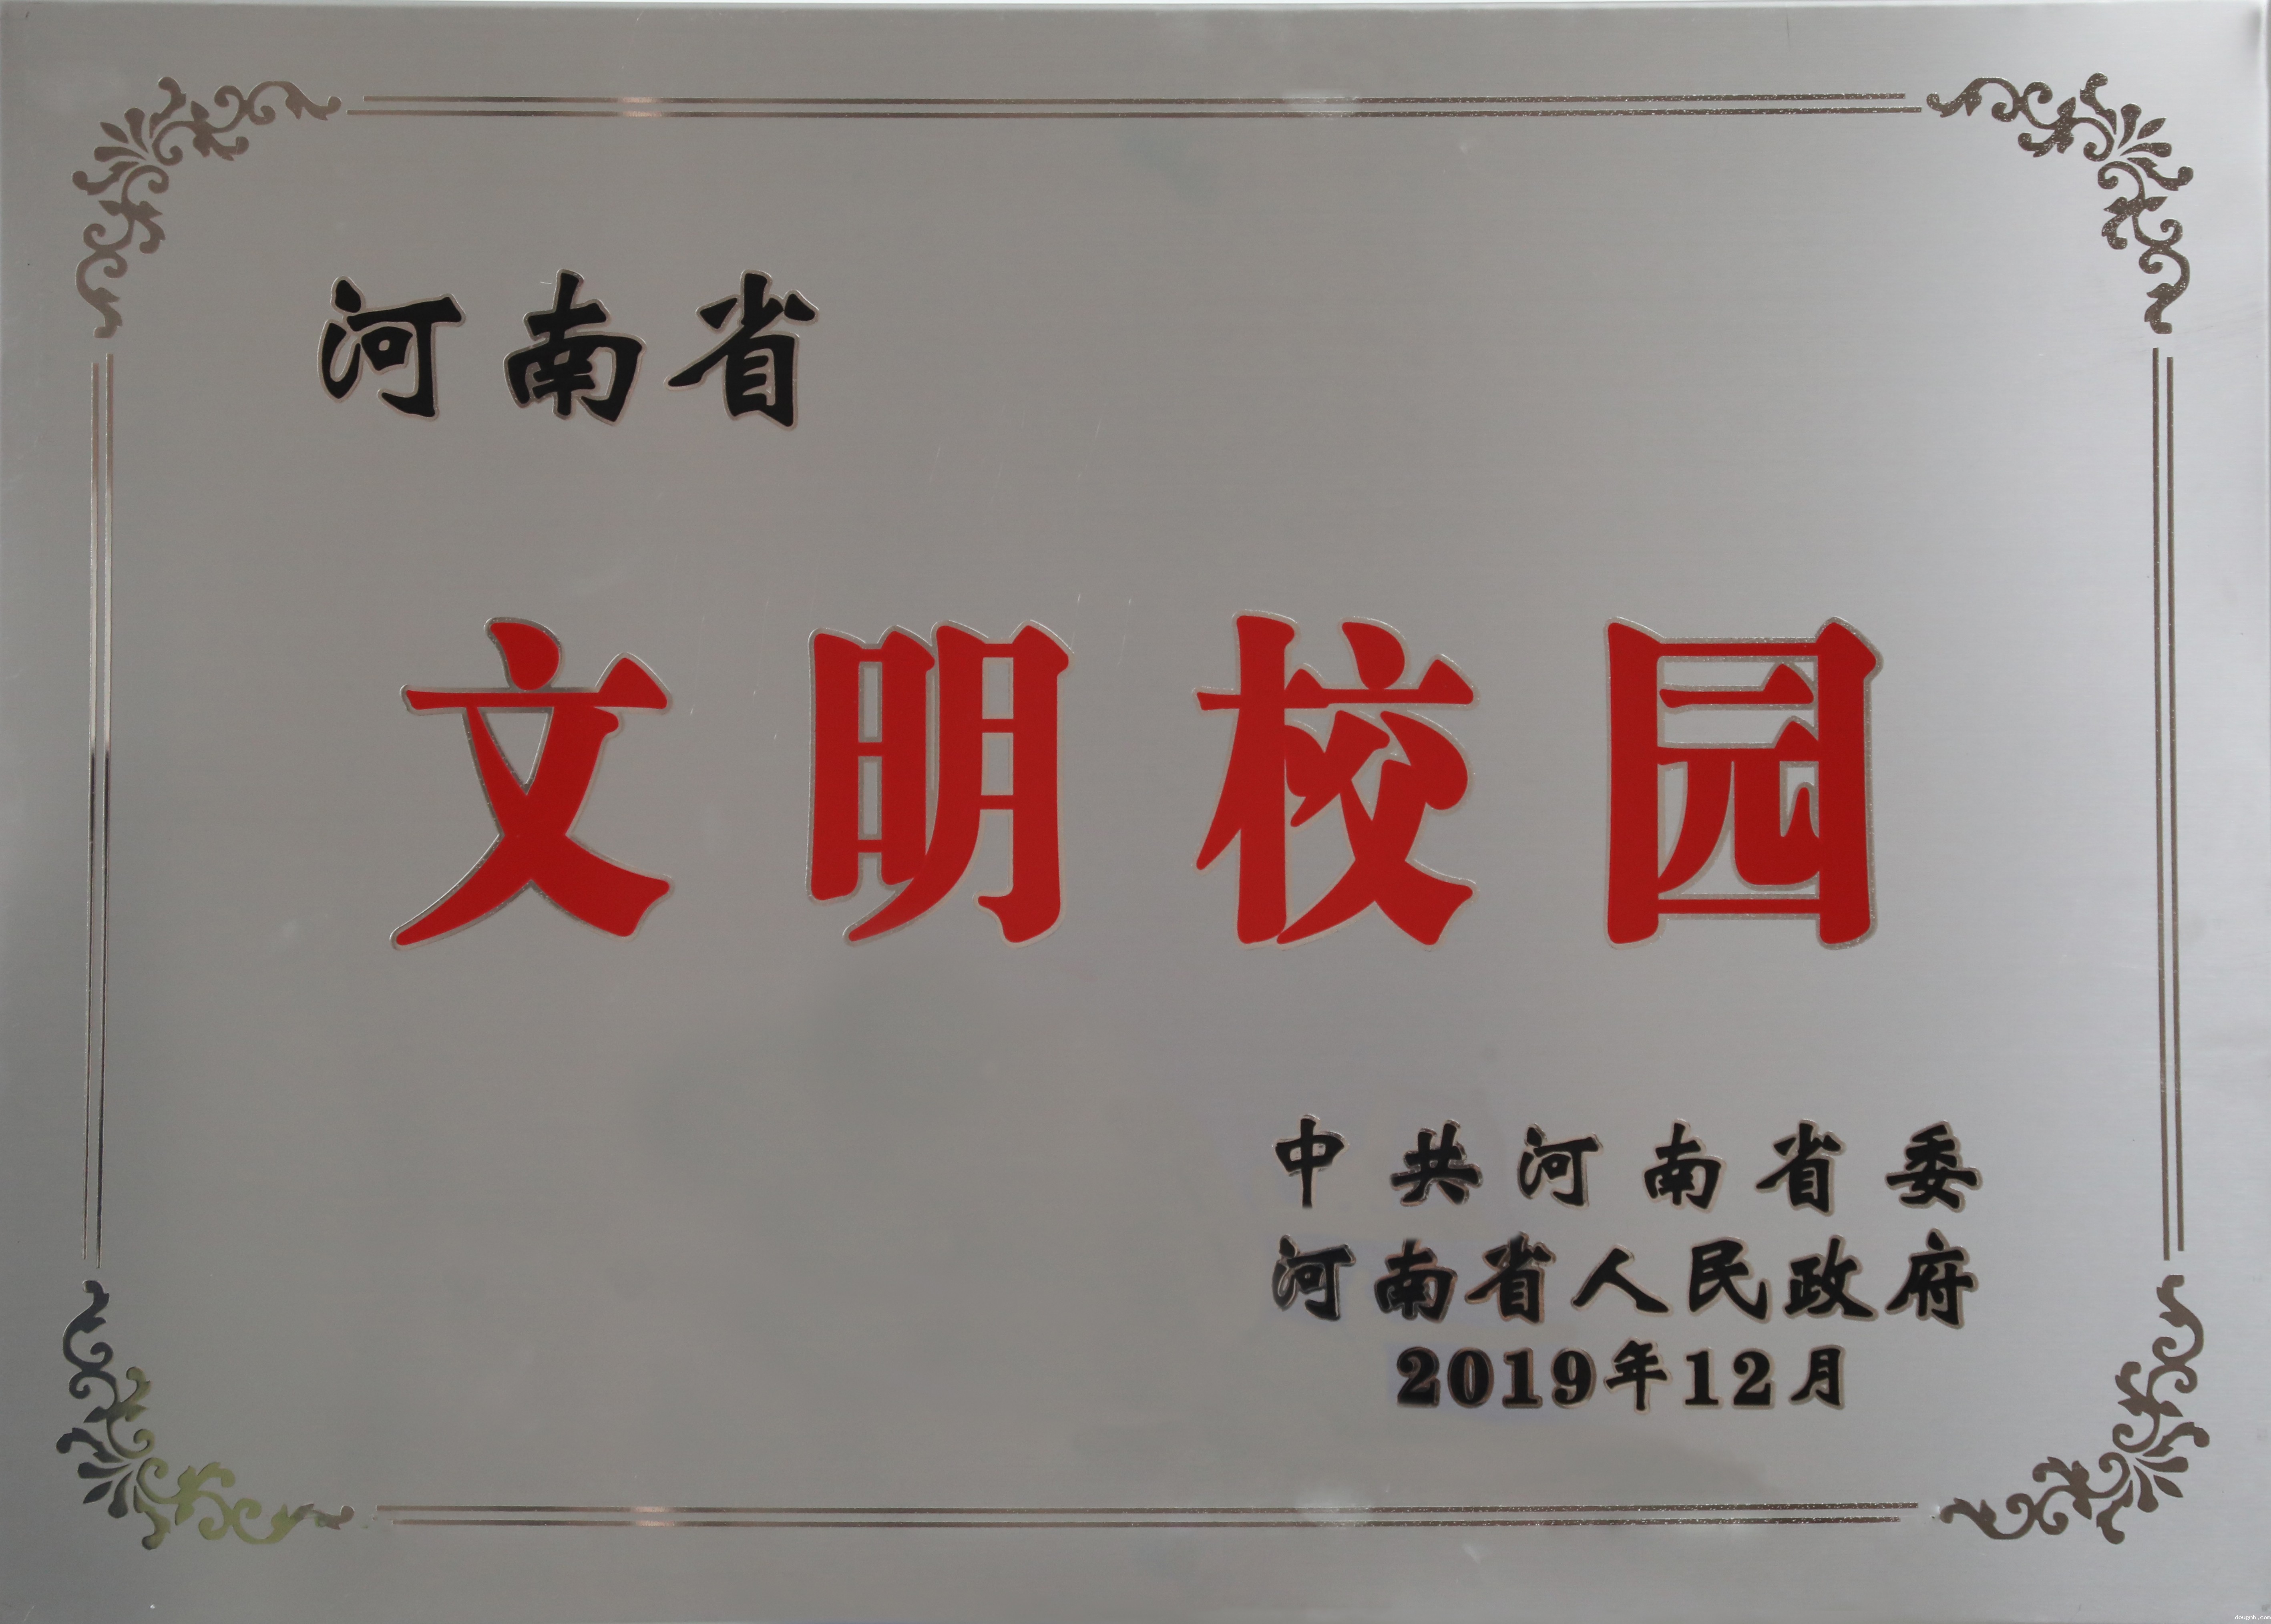 河南省
文明校园
中共河南省委
河南省人民政府
2019年12月